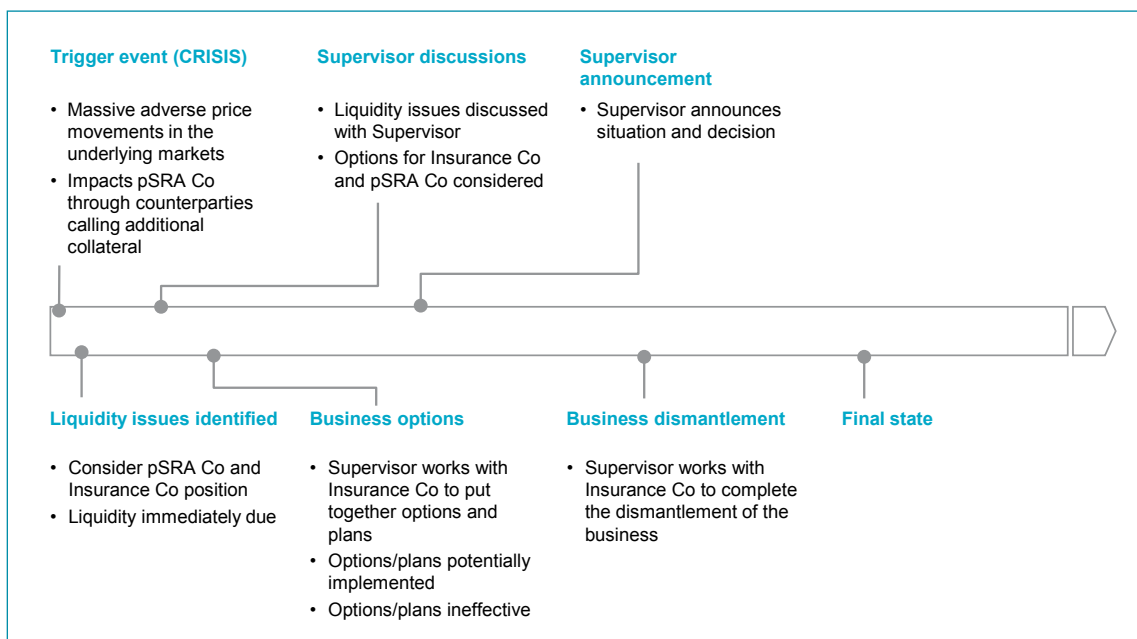 Trigger event (CRISIS)
• Massive adverse price
movements in the
underlying markets
• Impacts pSRA Co
through counterparties
calling additional
collateral
Supervisor discussions
• Liquidity issues discussed
with Supervisor
• Options for Insurance Co
and pSRA Co considered
Supervisor
announcement
• Supervisor announces
situation and decision
Liquidity issues identified
• Consider pSRA Co and
Insurance Co position
• Liquidity immediately due
Business options
• Supervisor works with
Insurance Co to put
together options and
plans
• Options/plans potentially
implemented
• Options/plans ineffective
Business dismantlement
• Supervisor works with
Insurance Co to complete
the dismantlement of the
business
Final state